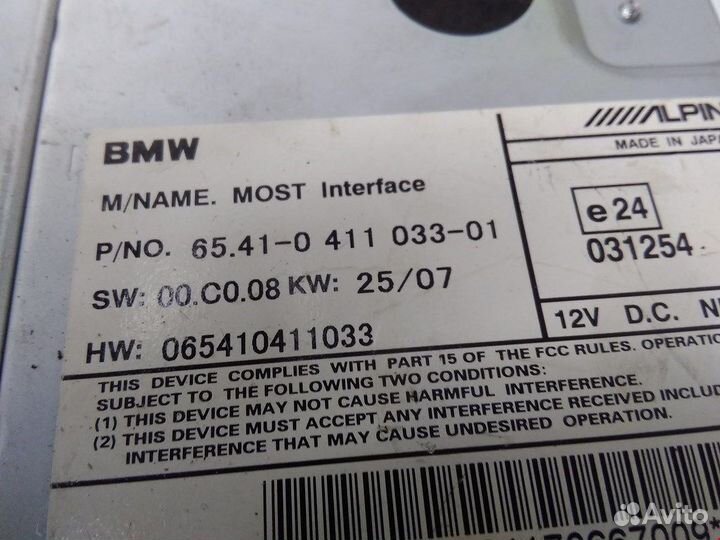 BMW
M/NAME. MOST Interface
P/NO. 65.41-0 411 033-01
SW: 00.C0.08 KW: 25/07
HW: 065410411033
ALPIN
MADE IN JAPA
e24
031254
12V D.C. N
THIS DEVICE COMPLIES WITH PART 15 OF THE FCC RULES. OPERATION
SUBJECT TO THE FOLLOWING TWO CONDITIONS:
(1) THIS DEVICE MAY NOT CAUSE HARMFUL INTERFERENCE.
(2) THIS DEVICE MUST ACCEPT ANY INTERFERENCE RECEIVED INCLUD
INTERFERENCE THAT MAY CAUSE UNDESIRED OPERATION.
Avito